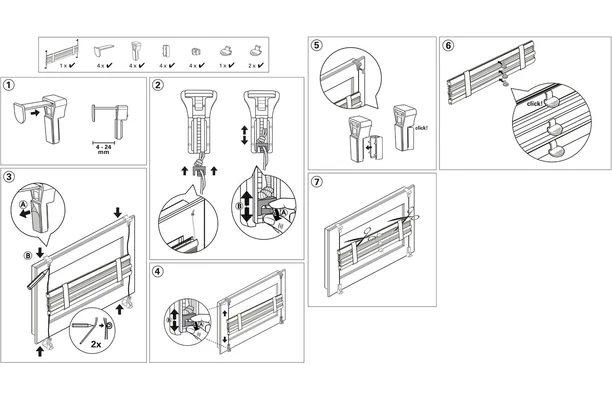 1 x ✔ 4 x ✔ 4 x ✔ 4 x ✔ 4 x ✔ 1 x ✔ 2 x ✔
1
4 - 24
mm
2
B
A
3
A
B
2x
4
5
click!
6
click!
7